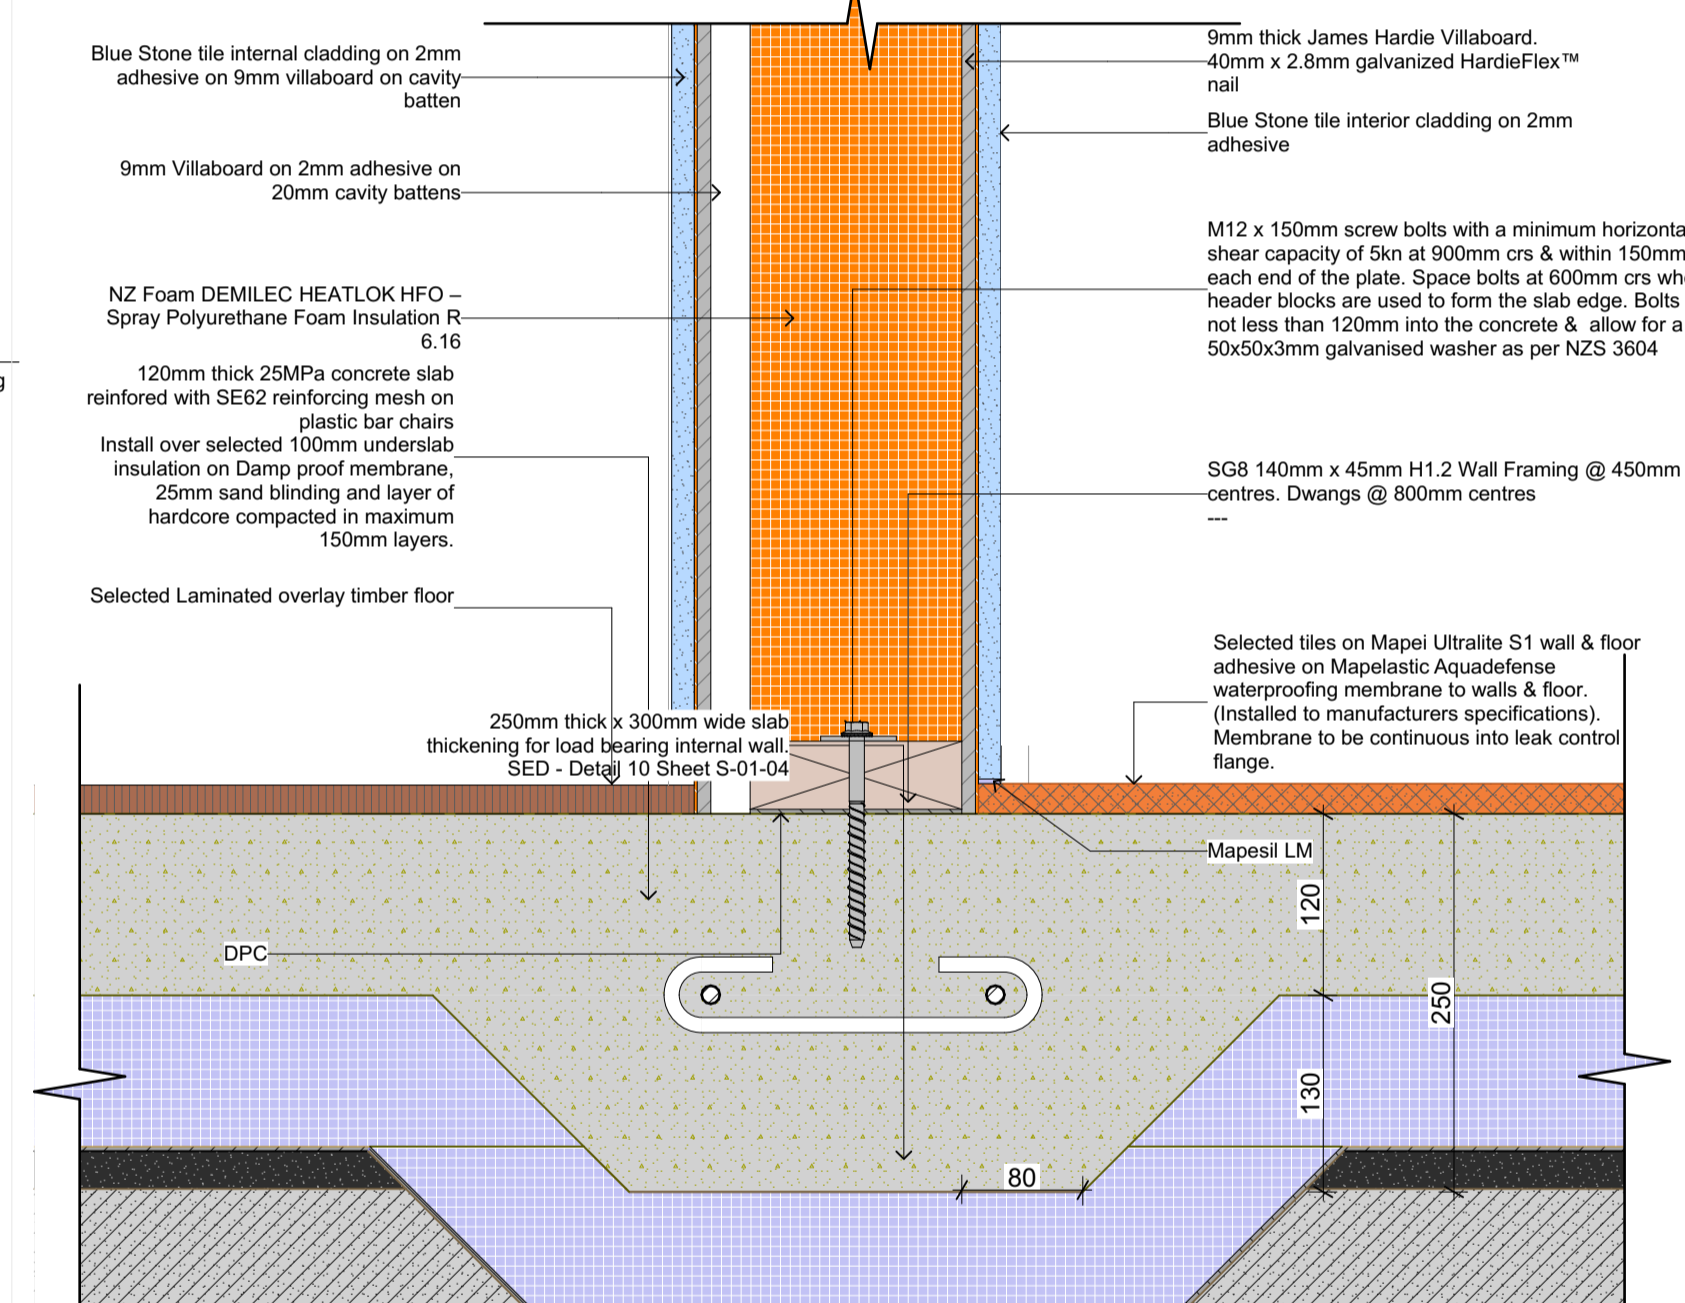 Blue Stone tile internal cladding on 2mm
adhesive on 9mm villaboard on cavity
batten
9mm Villaboard on 2mm adhesive on
20mm cavity battens
NZ Foam DEMILEC HEATLOK HFO –
Spray Polyurethane Foam Insulation R
6.16
g
120mm thick 25MPa concrete slab
reinfored with SE62 reinforcing mesh on
plastic bar chairs
Install over selected 100mm underslab
insulation on Damp proof membrane,
25mm sand blinding and layer of
hardcore compacted in maximum
150mm layers.
Selected Laminated overlay timber floor
250mm thick x 300mm wide slab
thickening for load bearing internal wall.
SED - Detail 10 Sheet S-01-04
DPC
9mm thick James Hardie Villaboard.
40mm x 2.8mm galvanized HardieFlex™
nail
Blue Stone tile interior cladding on 2mm
adhesive
M12 x 150mm screw bolts with a minimum horizonta
shear capacity of 5kn at 900mm crs & within 150mm
each end of the plate. Space bolts at 600mm crs whe
header blocks are used to form the slab edge. Bolts
not less than 120mm into the concrete & allow for a
50x50x3mm galvanised washer as per NZS 3604
SG8 140mm x 45mm H1.2 Wall Framing @ 450mm
centres. Dwangs @ 800mm centres
---
Selected tiles on Mapei Ultralite S1 wall & floor
adhesive on Mapelastic Aquadefense
waterproofing membrane to walls & floor.
(Installed to manufacturers specifications).
Membrane to be continuous into leak control
flange.
Mapesil LM
120
250
130
80